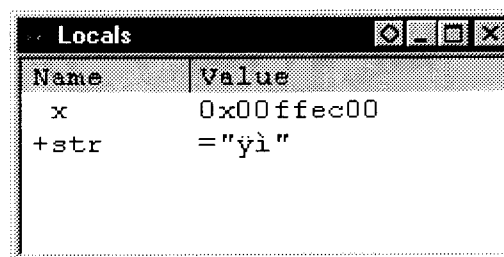 Locals
Name Value
x 0x00ffec00
+str ="ÿì"